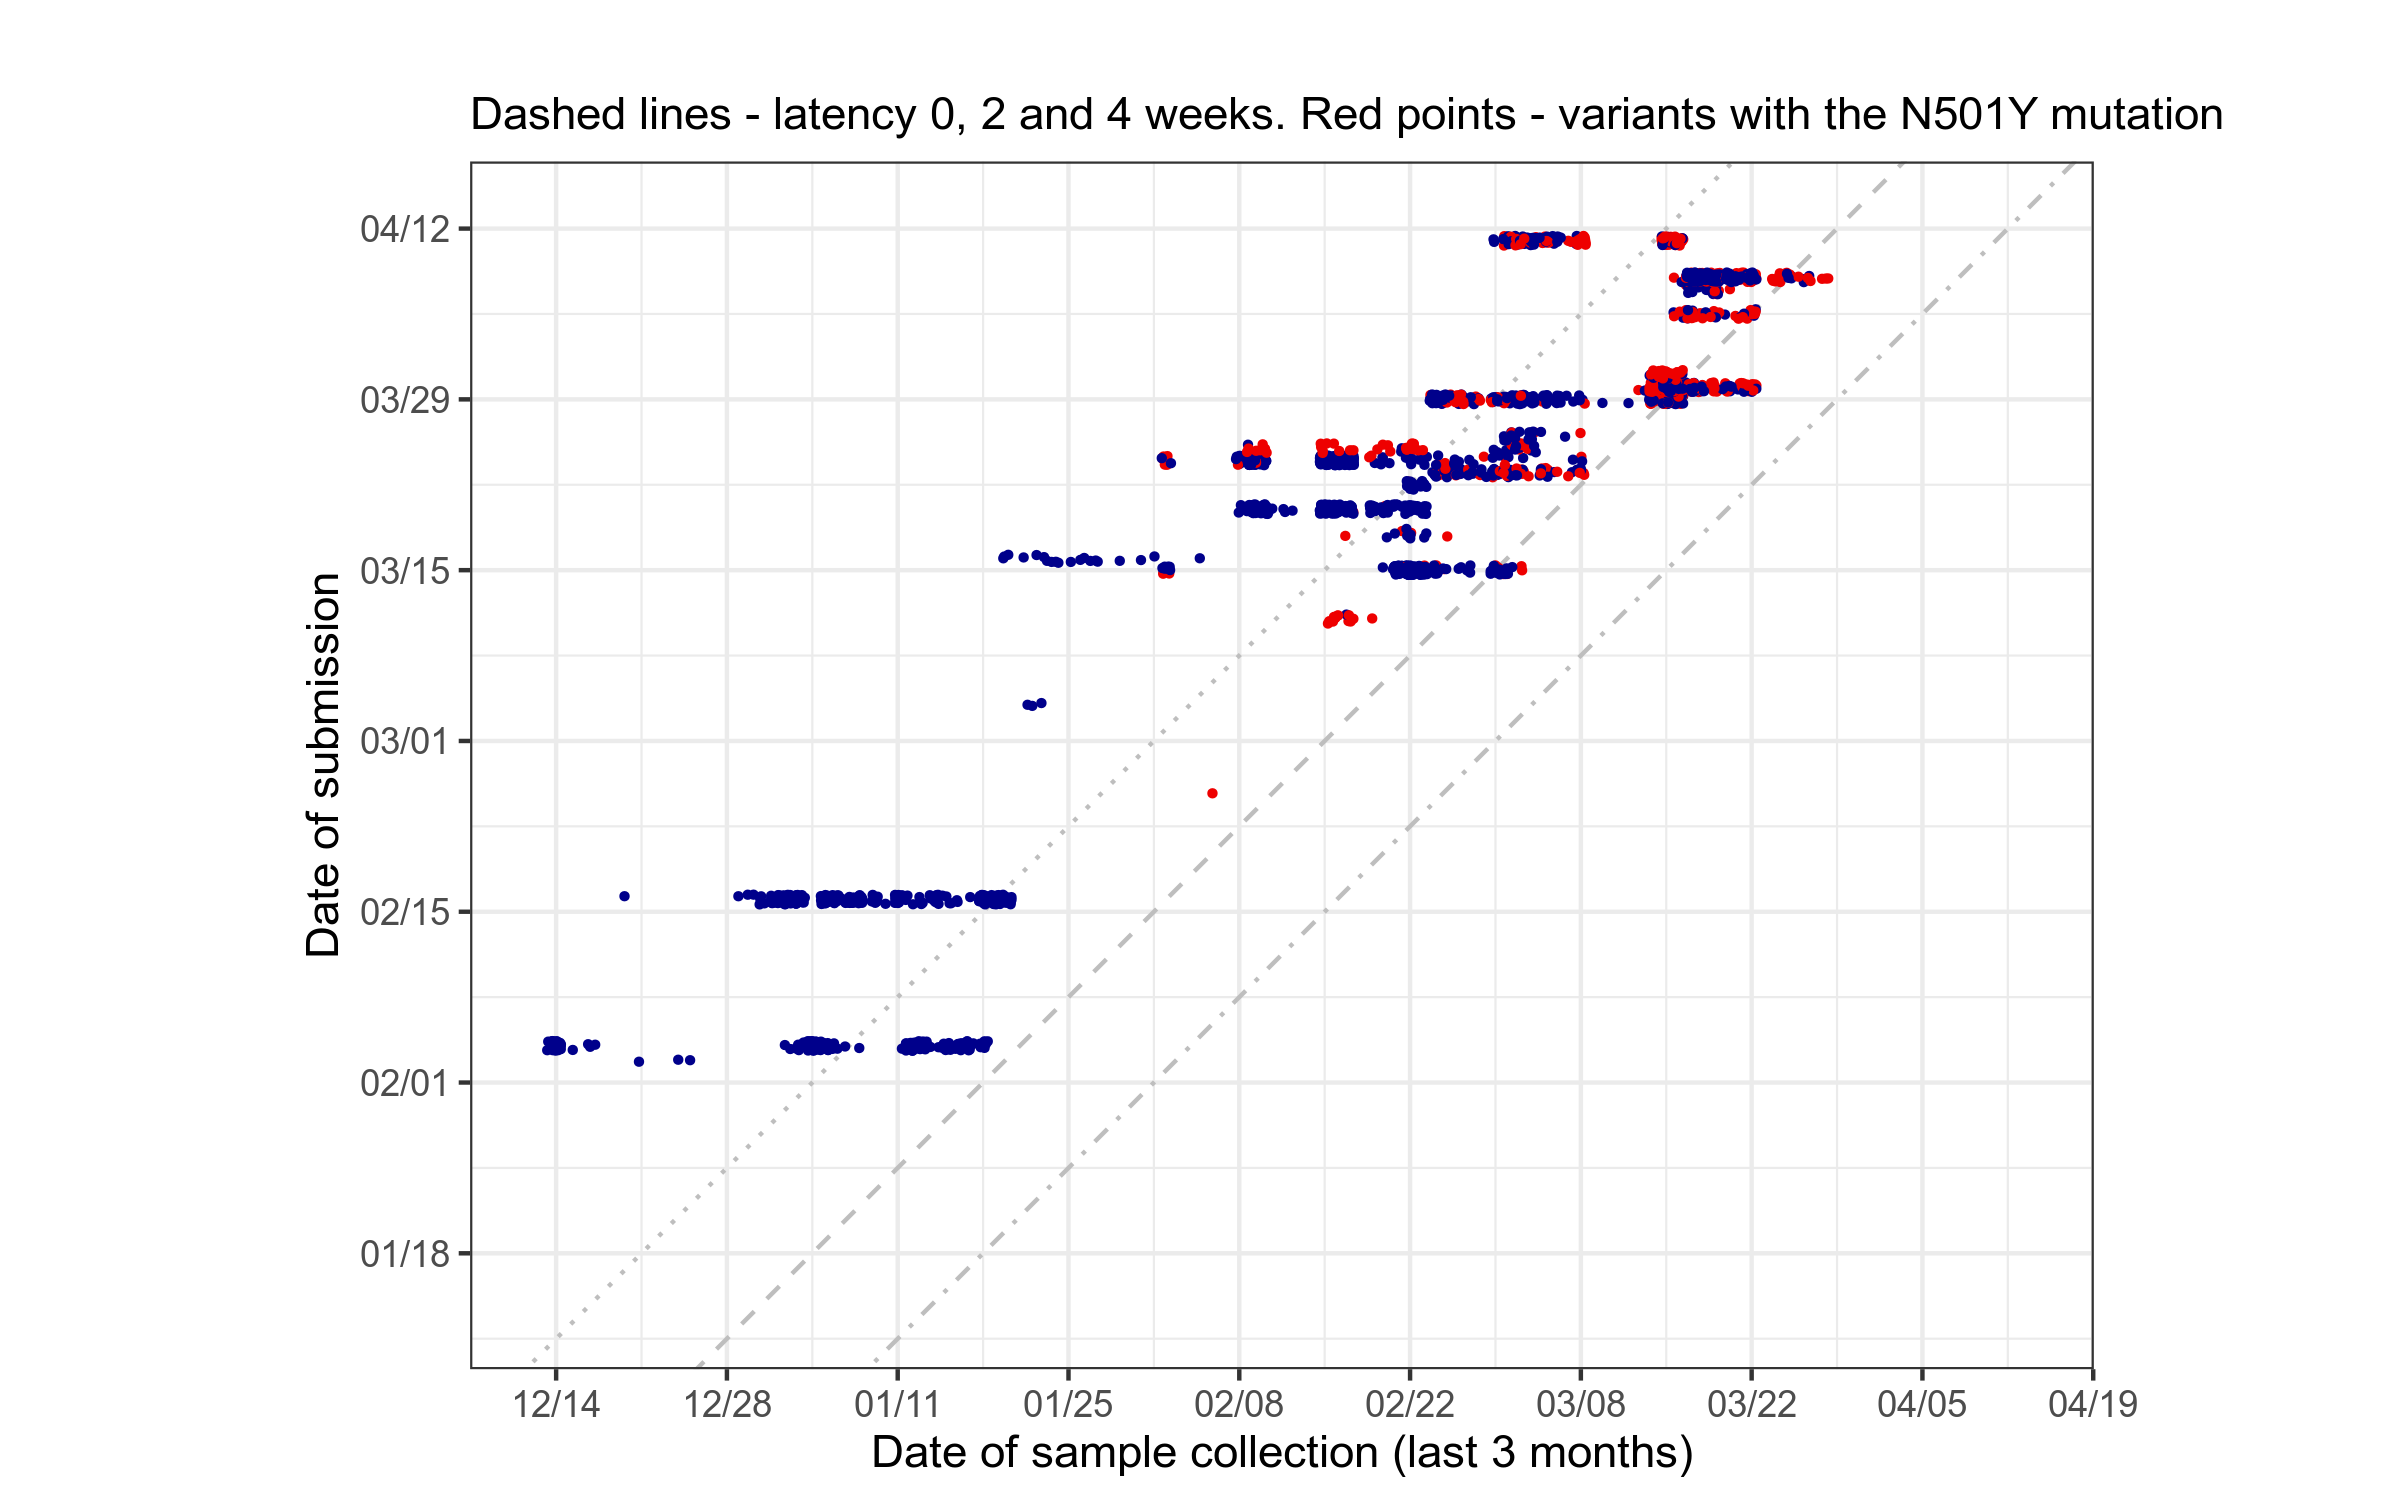 Dashed lines - latency 0, 2 and 4 weeks. Red points - variants with the N501Y mutation
Date of submission
04/12
03/29
03/15
03/01
02/15
02/01
01/18
12/14 12/28 01/11 01/25 02/08 02/22 03/08 03/22 04/05 04/19
Date of sample collection (last 3 months)